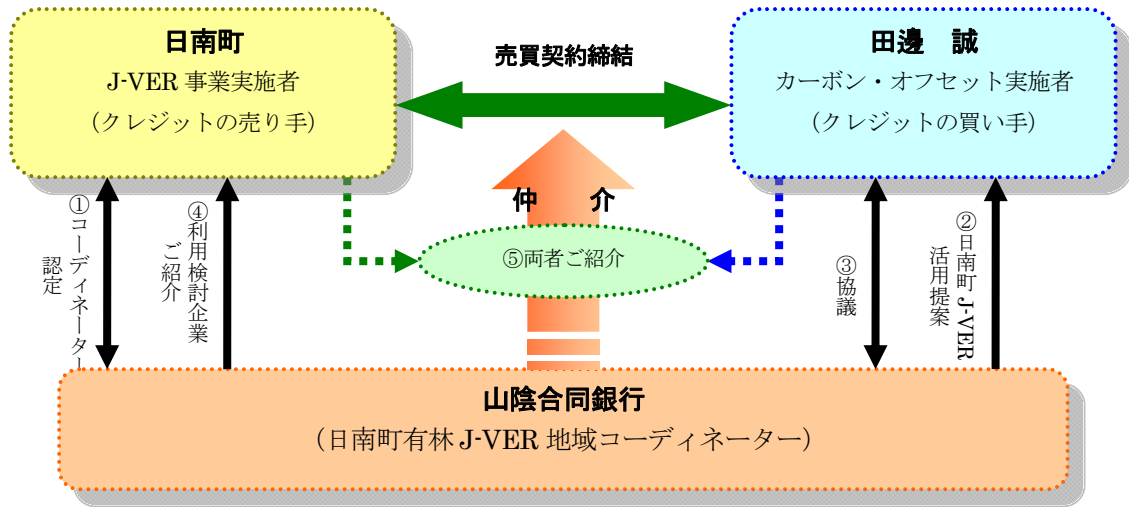 日南町
J-VER 事業実施者
（クレジットの売り手）
売買契約締結
田邊　誠
カーボン・オフセット実施者
（クレジットの買い手）
仲　　介
⑤両者ご紹介
①コーディネーター
認定
④利用検討企業
ご紹介
③協議
②日南町 J-VER
活用提案
山陰合同銀行
（日南町有林 J-VER 地域コーディネーター）